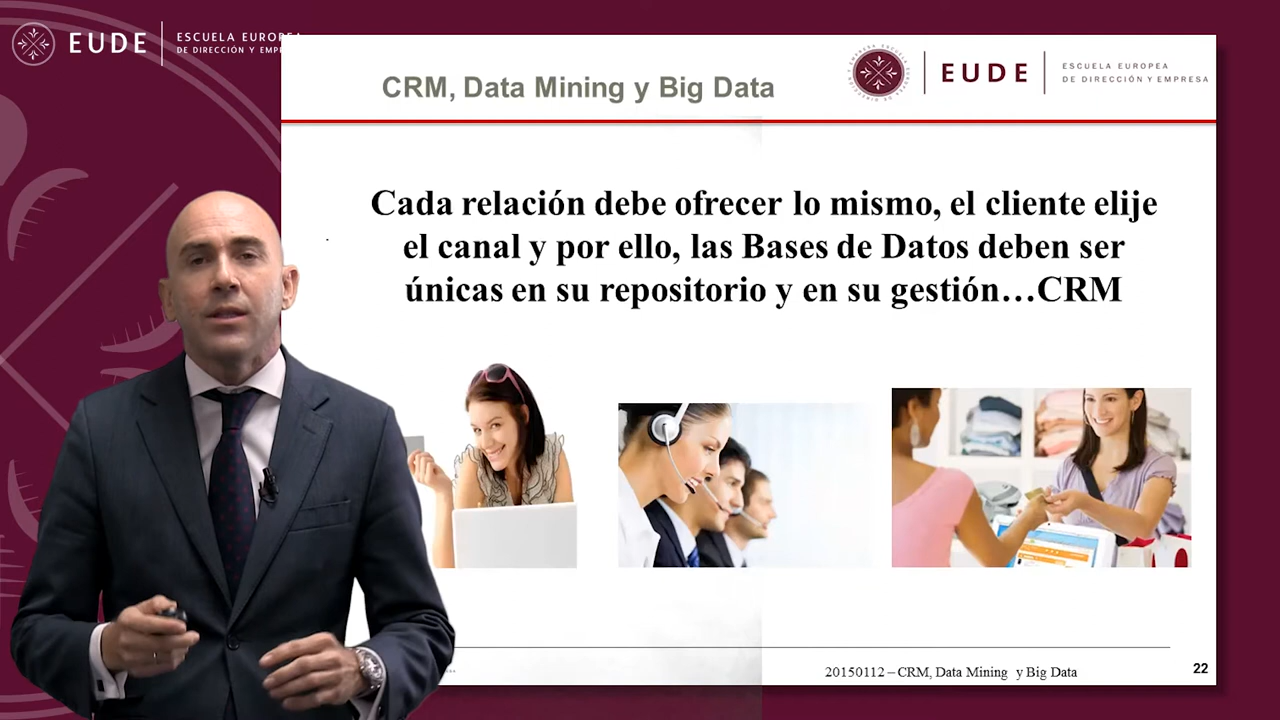 EUDE
ESCUELA EUROPEA
DE DIRECCIÓN Y
CRM, Data Mining y Big Data
EUDE
ESCUELA EUROPEA
DE DIRECCIÓN Y EMPRESA
Cada relación debe ofrecer lo mismo, el cliente elije
el canal y por ello, las Bases de Datos deben ser
únicas en su repositorio y en su gestión…CRM
20150112 – CRM, Data Mining y Big Data
22